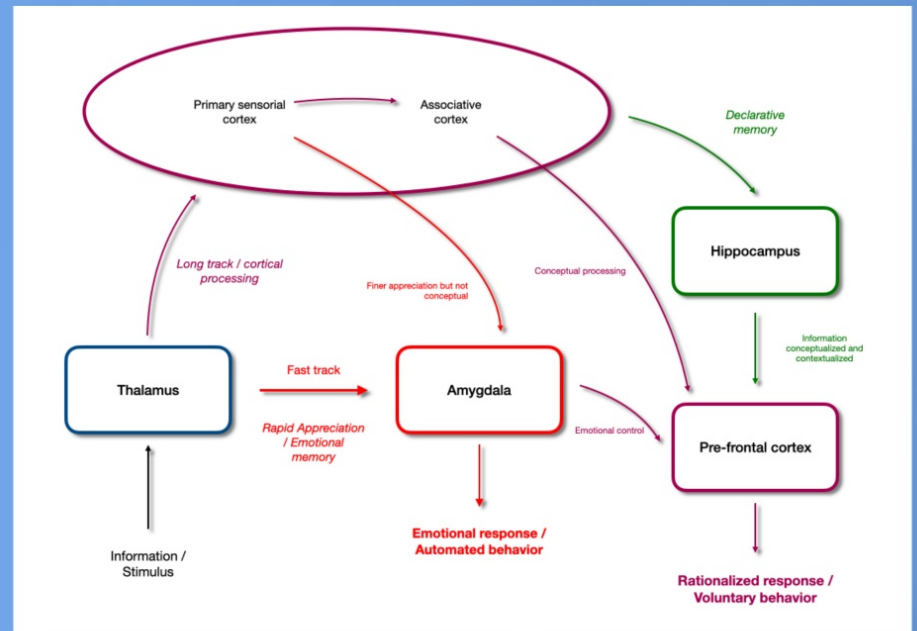 Primary sensorial
cortex
Associative
cortex
Declarative
memory
Hippocampus
Long track / cortical
processing
Finer appreciation but not
conceptual
Conceptual processing
Information
conceptualized and
contextualized
Thalamus
Fast track
Rapid Appreciation
/ Emotional
memory
Amygdala
Emotional control
Pre-frontal cortex
Information /
Stimulus
Emotional response /
Automated behavior
Rationalized response /
Voluntary behavior